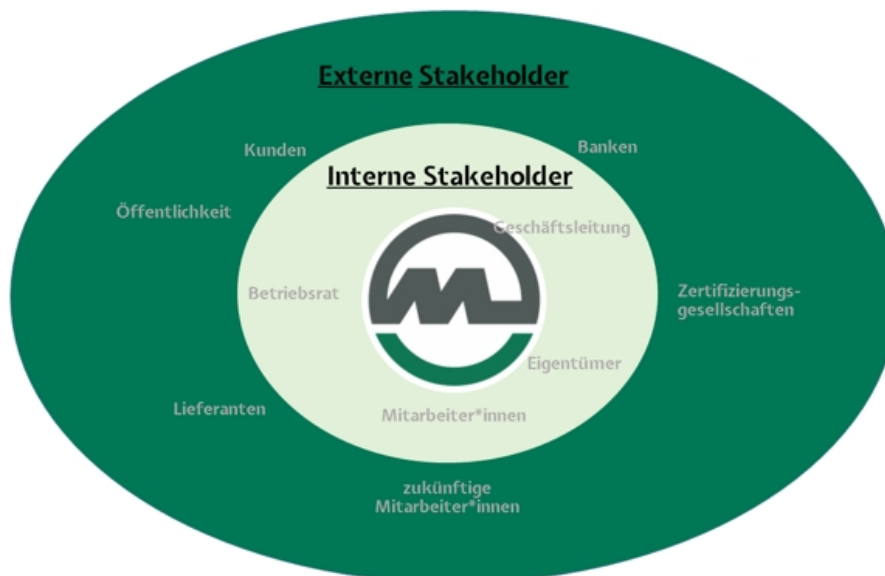 Externe Stakeholder
Kunden
Banken
Interne Stakeholder
Öffentlichkeit
Geschäftsleitung
Betriebsrat
Zertifizierungs-
gesellschaften
Eigentümer
Lieferanten
Mitarbeiter*innen
zukünftige
Mitarbeiter*innen